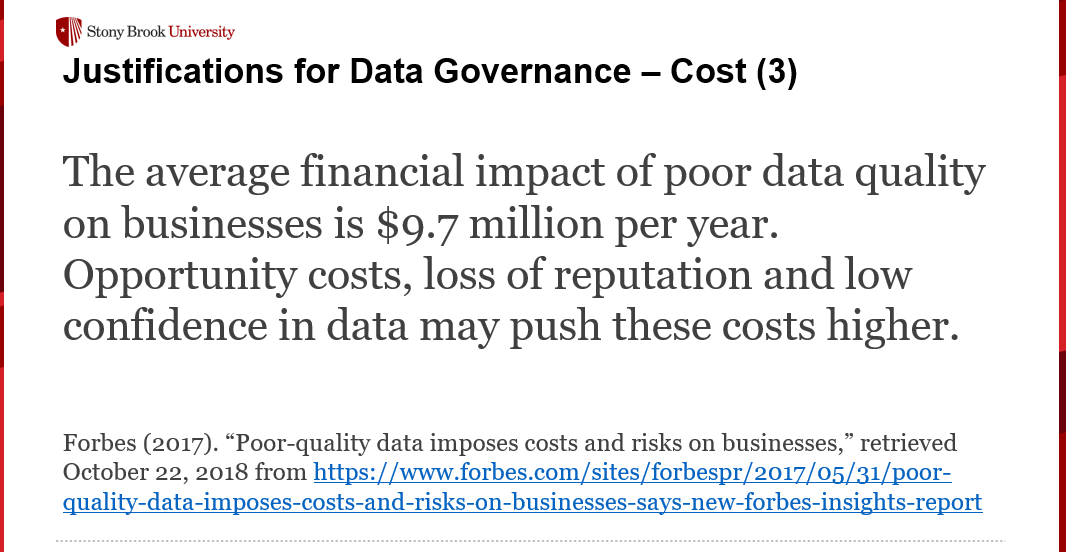 Stony Brook University
Justifications for Data Governance – Cost (3)
The average financial impact of poor data quality
on businesses is $9.7 million per year.
Opportunity costs, loss of reputation and low
confidence in data may push these costs higher.
Forbes (2017). “Poor-quality data imposes costs and risks on businesses,” retrieved
October 22, 2018 from https://www.forbes.com/sites/forbespr/2017/05/31/poor-
quality-data-imposes-costs-and-risks-on-businesses-says-new-forbes-insights-report